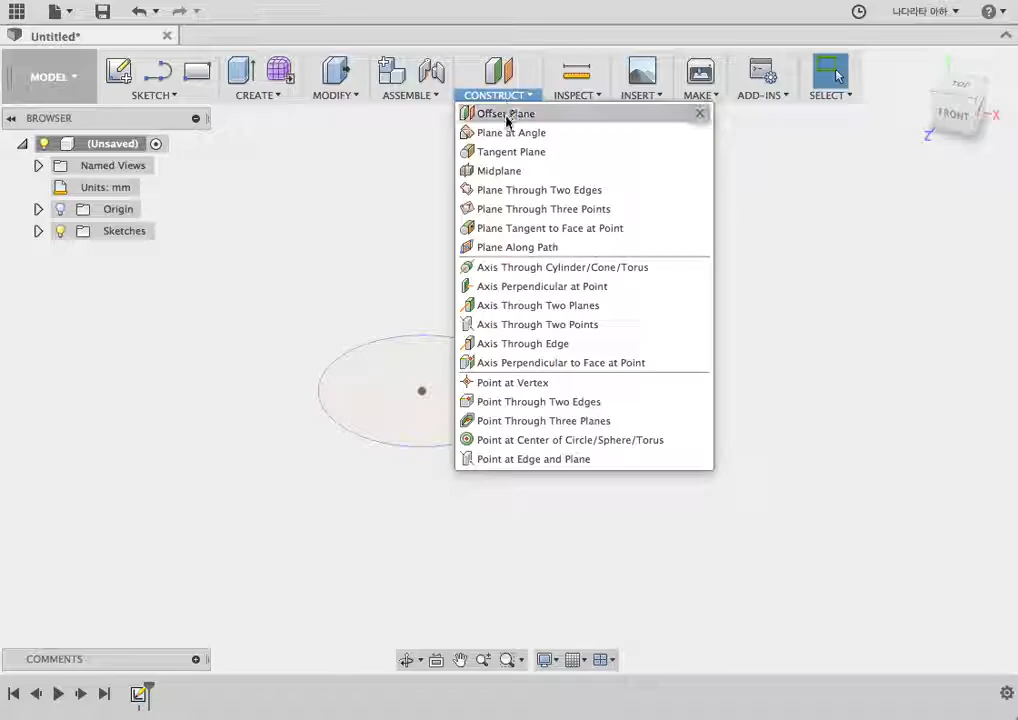 나다라타 아하
Untitled*
MODEL
SKETCH
CREATE
MODIFY
ASSEMBLE
CONSTRUCT
INSPECT
INSERT
MAKE
ADD-INS
SELECT
TOP
FRONT
X
Z
BROWSER
(Unsaved)
Named Views
Units: mm
Origin
Sketches
Offset Plane
Plane at Angle
Tangent Plane
Midplane
Plane Through Two Edges
Plane Through Three Points
Plane Tangent to Face at Point
Plane Along Path
Axis Through Cylinder/Cone/Torus
Axis Perpendicular at Point
Axis Through Two Planes
Axis Through Two Points
Axis Through Edge
Axis Perpendicular to Face at Point
Point at Vertex
Point Through Two Edges
Point Through Three Planes
Point at Center of Circle/Sphere/Torus
Point at Edge and Plane
COMMENTS